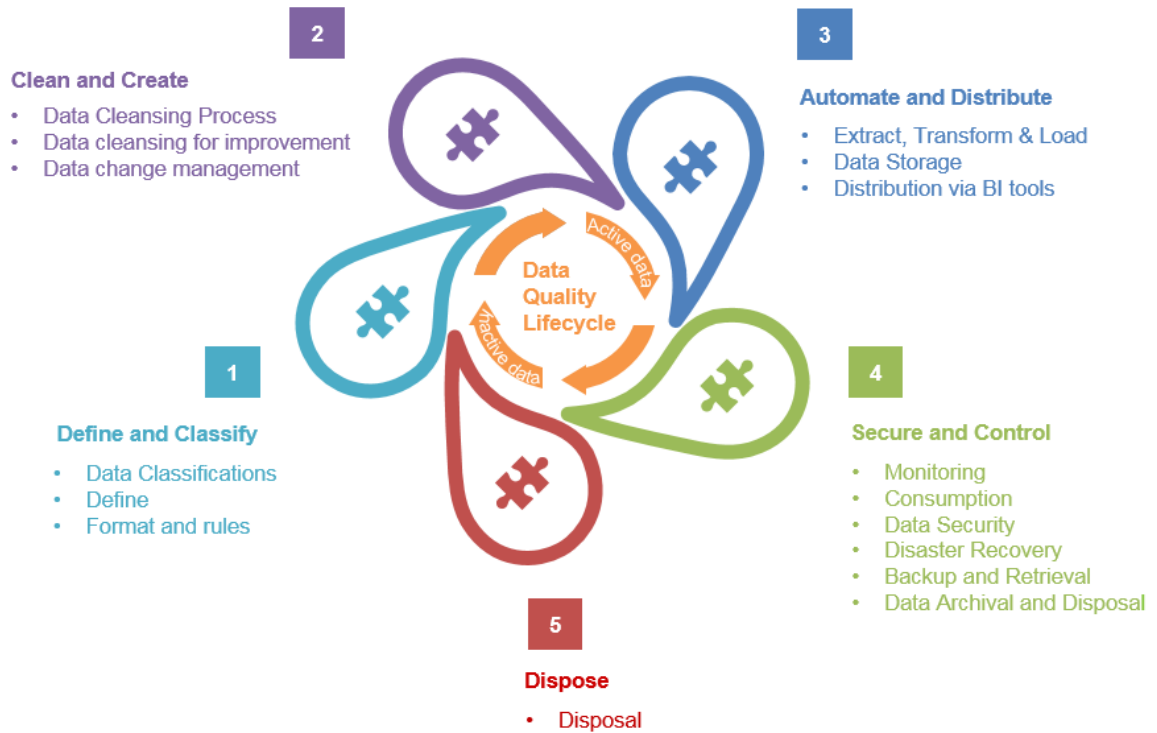 2
Clean and Create
• Data Cleansing Process
• Data cleansing for improvement
• Data change management
3
Automate and Distribute
• Extract, Transform & Load
• Data Storage
• Distribution via BI tools
Active data
Data
Quality
Lifecycle
Inactive data
1
Define and Classify
• Data Classifications
• Define
• Format and rules
4
Secure and Control
• Monitoring
• Consumption
• Data Security
• Disaster Recovery
• Backup and Retrieval
• Data Archival and Disposal
5
Dispose
• Disposal